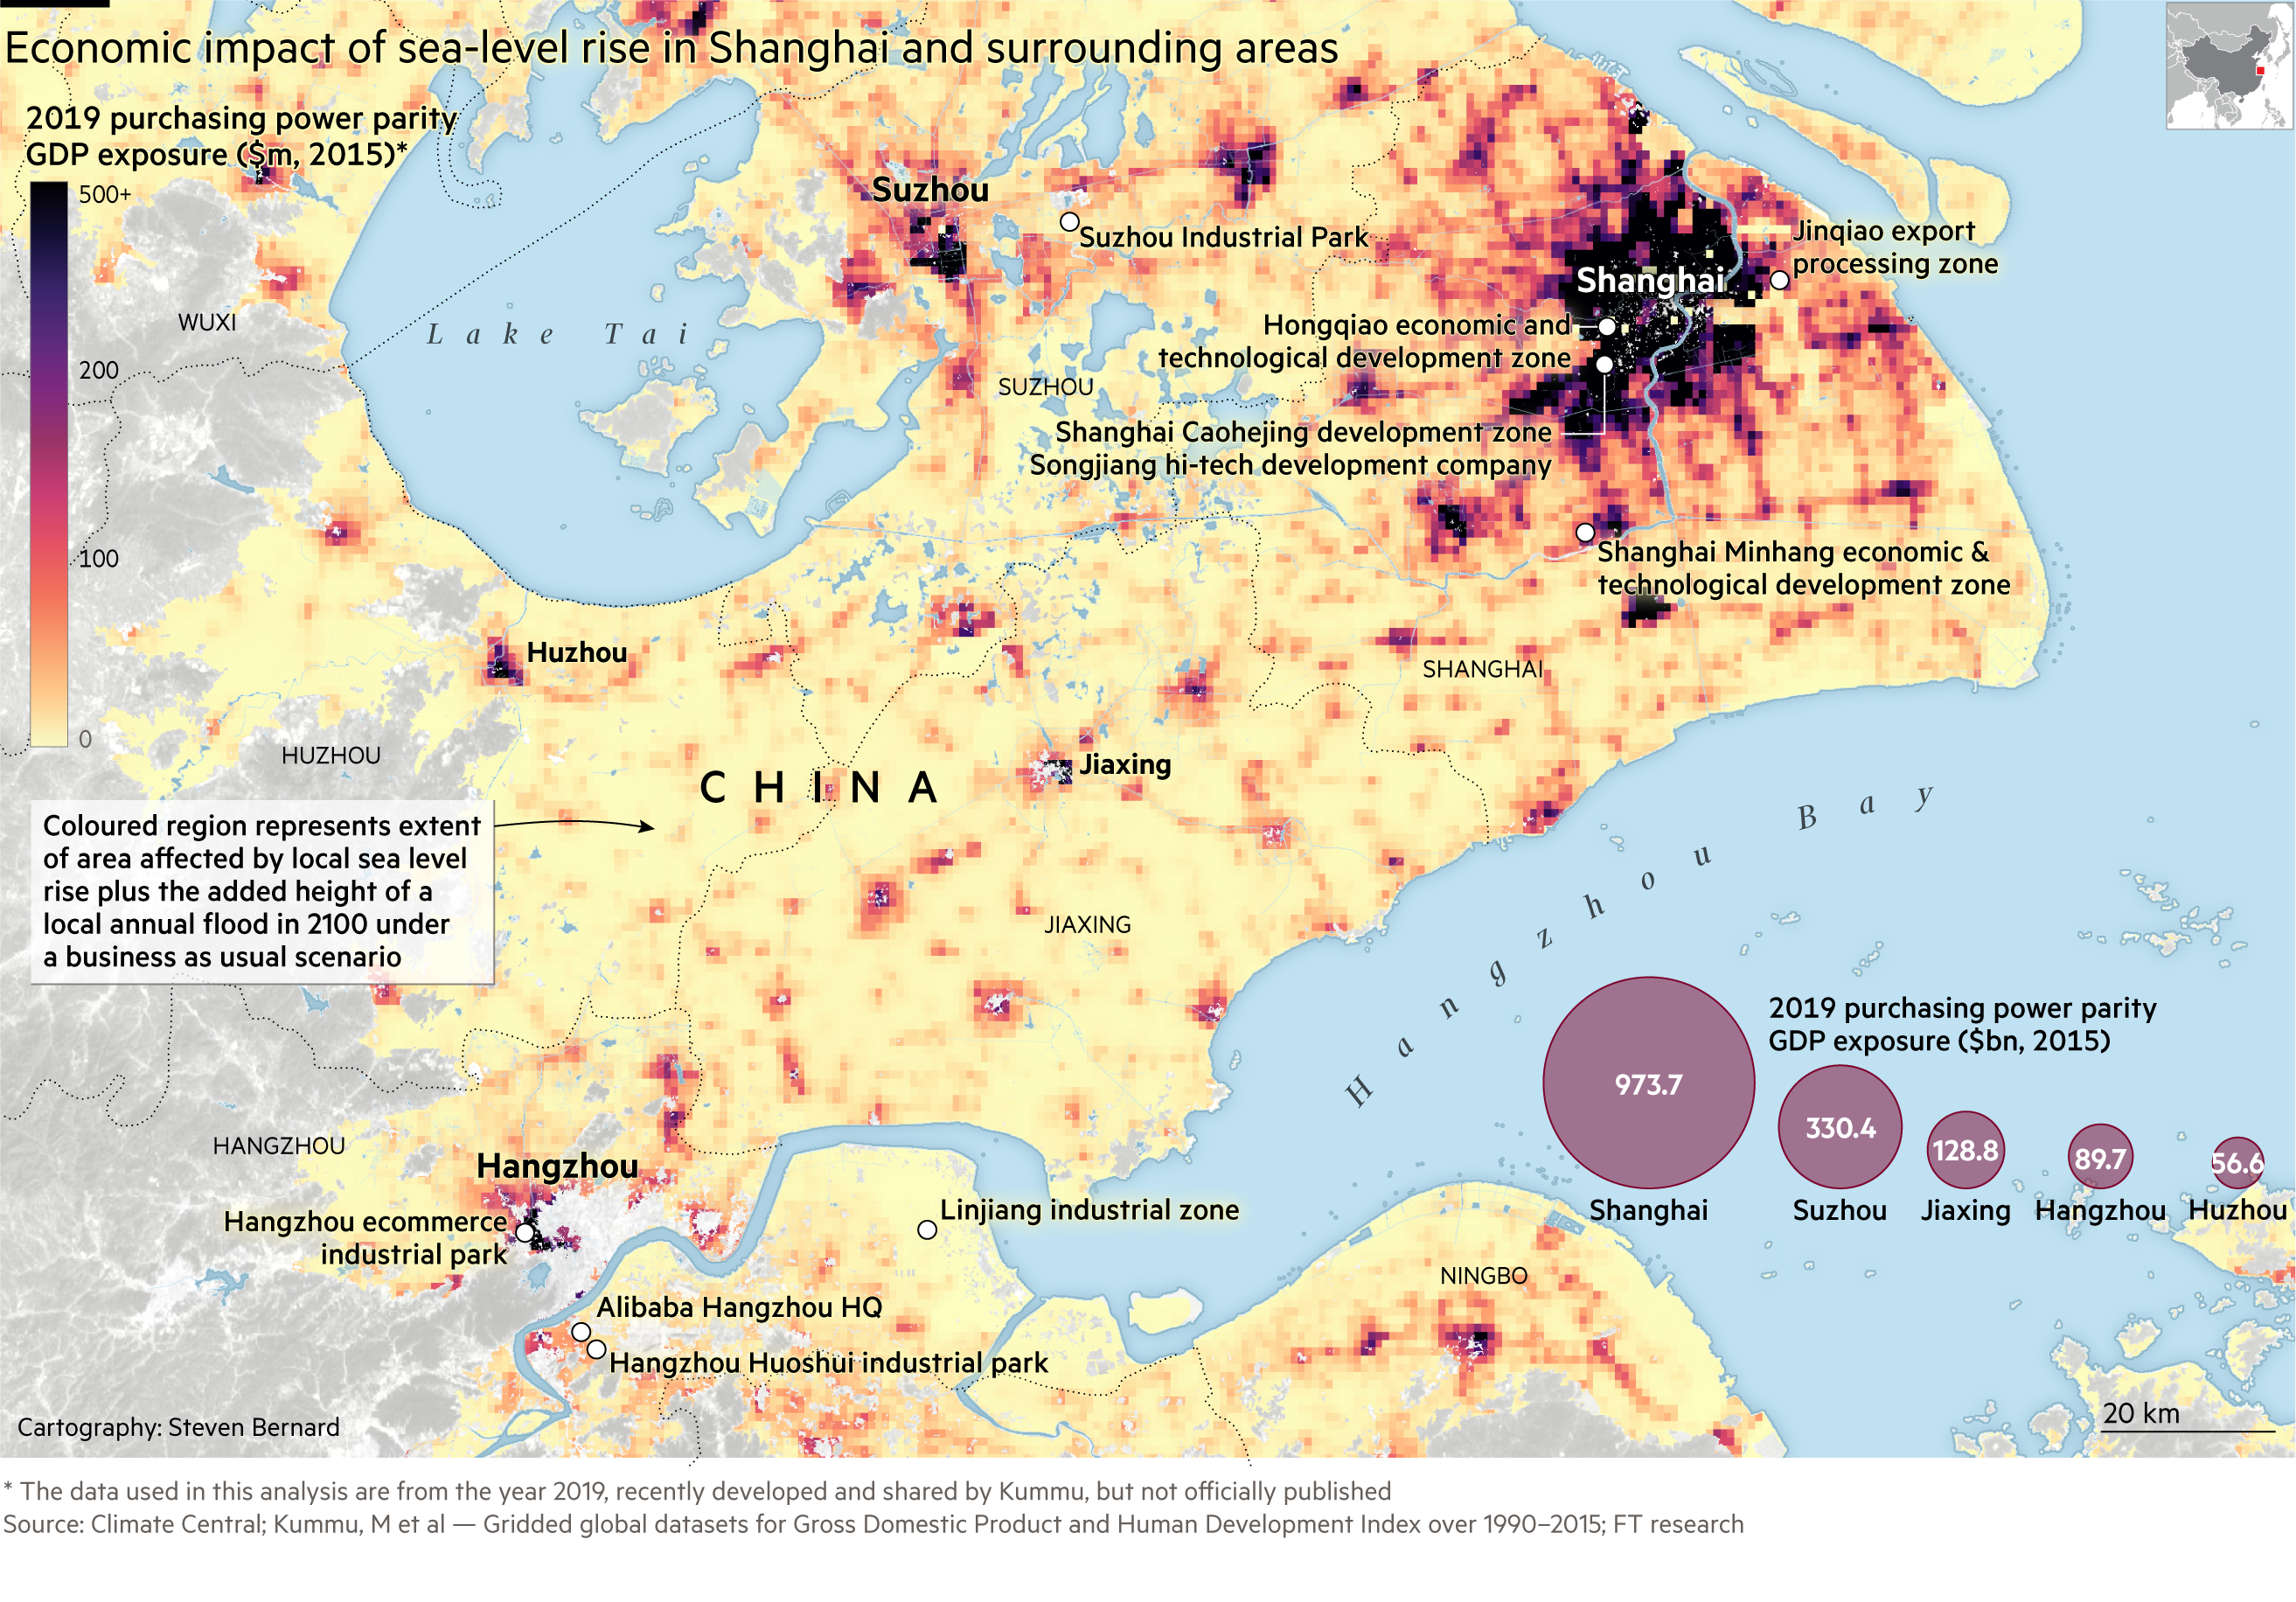 Economic impact of sea-level rise in Shanghai and surrounding areas
2019 purchasing power parity
GDP exposure ($m, 2015)*
500+
200
100
0
Suzhou
Suzhou Industrial Park
Jinqiao export
processing zone
Shanghai
WUXI
Lake Tai
Hongqiao economic and
technological development zone
SUZHOU
Shanghai Caohejing development zone
Songjiang hi-tech development company
Shanghai Minhang economic &
technological development zone
Huzhou
SHANGHAI
HUZHOU
CHINA
Jiaxing
Coloured region represents extent
of area affected by local sea level
rise plus the added height of a
local annual flood in 2100 under
a business as usual scenario
JIAXING
Hangzhou Bay
2019 purchasing power parity
GDP exposure ($bn, 2015)
973.7
330.4
128.8
89.7
56.6
Shanghai
Suzhou
Jiaxing
Hangzhou
Huzhou
HANGZHOU
Hangzhou
Hangzhou ecommerce
industrial park
Linjiang industrial zone
NINGBO
Alibaba Hangzhou HQ
Hangzhou Huoshui industrial park
20 km
Cartography: Steven Bernard
* The data used in this analysis are from the year 2019, recently developed and shared by Kummu, but not officially published
Source: Climate Central; Kummu, M et al — Gridded global datasets for Gross Domestic Product and Human Development Index over 1990–2015; FT research